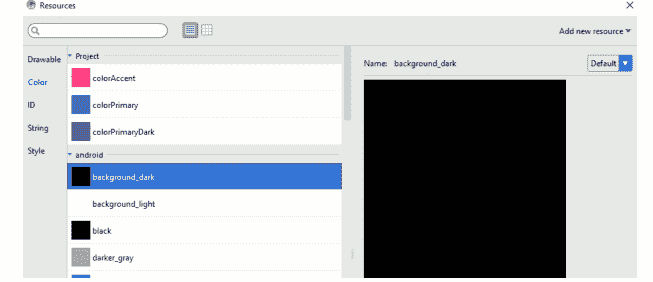 Resources
Add new resource
Drawable
Color
ID
String
Style
Project
colorAccent
colorPrimary
colorPrimaryDark
android
background_dark
background_light
black
darker_gray
Name: background_dark
Default